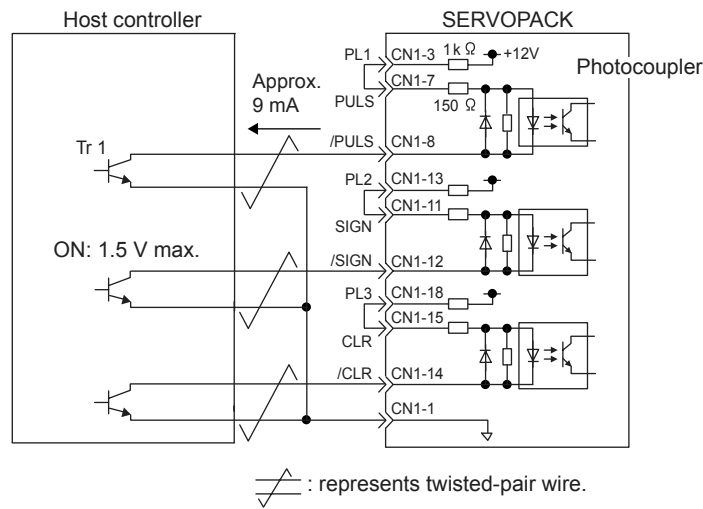 Host controller
SERVOPACK
PL1 CN1-3 1k Ω +12V
Photocoupler
Approx.
9 mA
CN1-7
PULS
150 Ω
Tr 1
/PULS CN1-8
PL2 CN1-13
CN1-11
SIGN
ON: 1.5 V max.
/SIGN CN1-12
PL3 CN1-18
CN1-15
CLR
/CLR CN1-14
CN1-1
: represents twisted-pair wire.